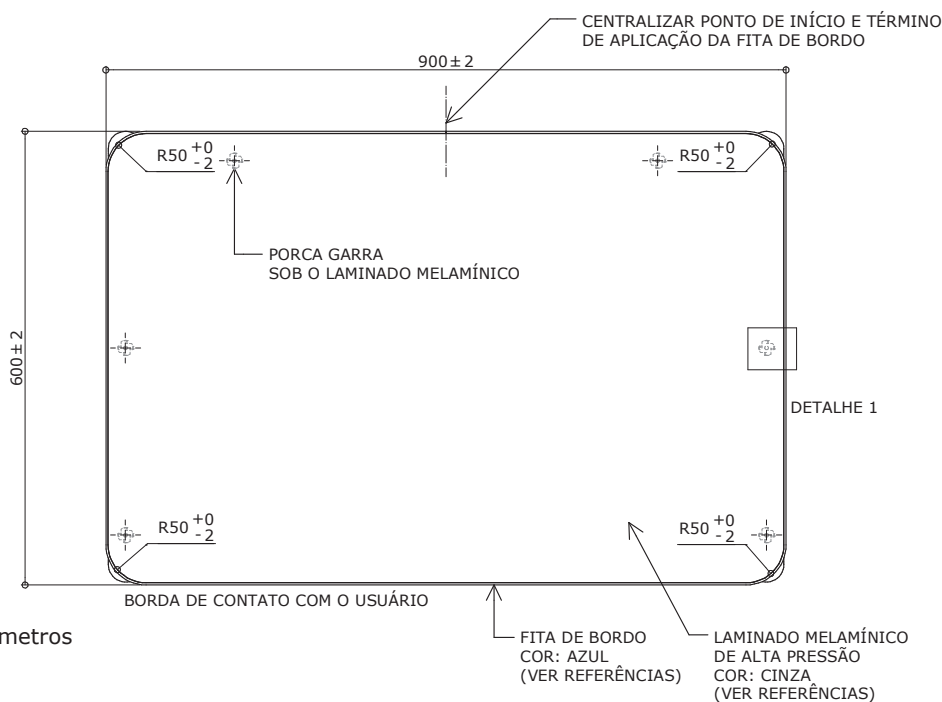 CENTRALIZAR PONTO DE INÍCIO E TÉRMINO
DE APLICAÇÃO DA FITA DE BORDO
900±2
R50 +0 -2
R50 +0 -2
PORCA GARRA
SOB O LAMINADO MELAMÍNICO
600±2
DETALHE 1
R50 +0 -2
R50 +0 -2
BORDA DE CONTATO COM O USUÁRIO
metros
FITA DE BORDO
COR: AZUL
(VER REFERÊNCIAS)
LAMINADO MELAMÍNICO
DE ALTA PRESSÃO
COR: CINZA
(VER REFERÊNCIAS)